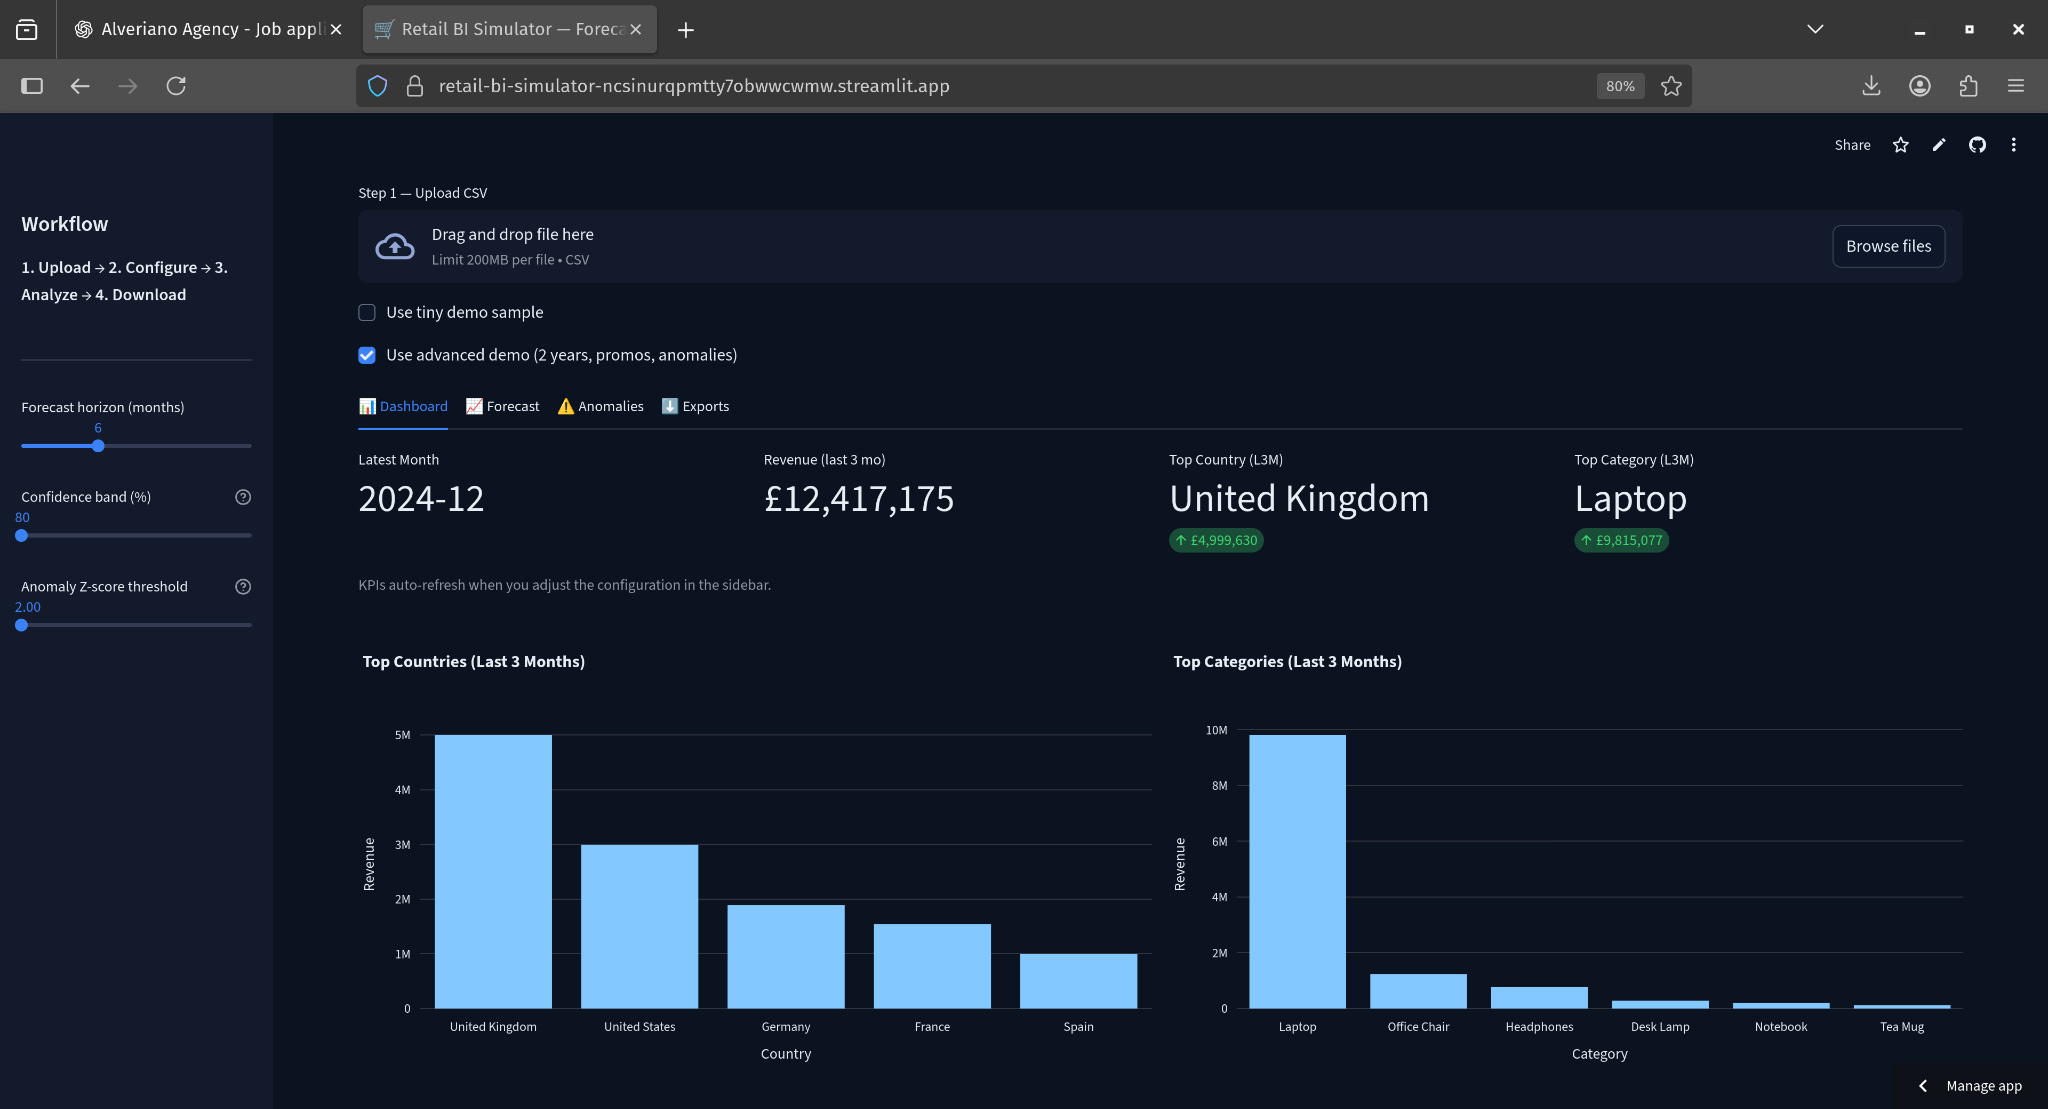 Alveriano Agency - Job appli
Retail BI Simulator — Foreca
retail-bi-simulator-ncsinurqpmtty7obwwcwmw.streamlit.app
80%
Share
Workflow
1. Upload → 2. Configure → 3.
Analyze → 4. Download
Forecast horizon (months)
6
Confidence band (%)
80
Anomaly Z-score threshold
2.00
Step 1 — Upload CSV
Drag and drop file here
Limit 200MB per file • CSV
Browse files
Use tiny demo sample
Use advanced demo (2 years, promos, anomalies)
Dashboard
Forecast
Anomalies
Exports
Latest Month
2024-12
Revenue (last 3 mo)
£12,417,175
Top Country (L3M)
United Kingdom
↑ £4,999,630
Top Category (L3M)
Laptop
↑ £9,815,077
KPIs auto-refresh when you adjust the configuration in the sidebar.
Top Countries (Last 3 Months)
5M
4M
3M
2M
1M
0
Revenue
United Kingdom
United States
Germany
France
Spain
Country
Top Categories (Last 3 Months)
10M
8M
6M
4M
2M
0
Revenue
Laptop
Office Chair
Headphones
Desk Lamp
Notebook
Tea Mug
Category
Manage app